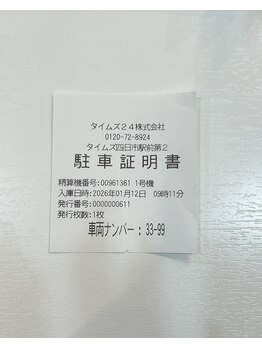 タイムズ24株式会社
0120-72-8924
タイムズ四日市駅前第2
駐車証明書
精算機番号:00961361 1号機
入庫日時:2026年01月12日 09時11分
発行番号:0000000611
発行枚数:1枚
車両ナンバー : 33-99